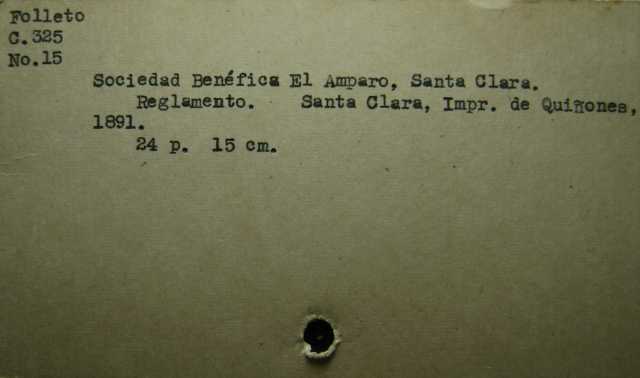 Folleto
C.325
No.15
Sociedad Benéfica El Amparo, Santa Clara.
Reglamento. Santa Clara, Impr. de Quiñones,
1891.
24 p. 15 cm.